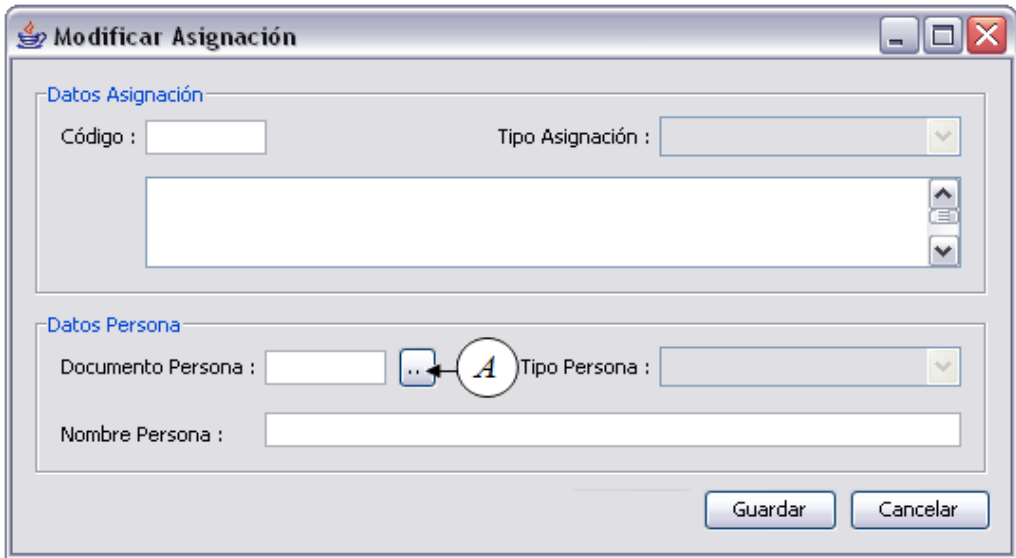 Modificar Asignación
Datos Asignación
Código : Tipo Asignación :
Datos Persona
Documento Persona : .. A Tipo Persona :
Nombre Persona :
Guardar Cancelar